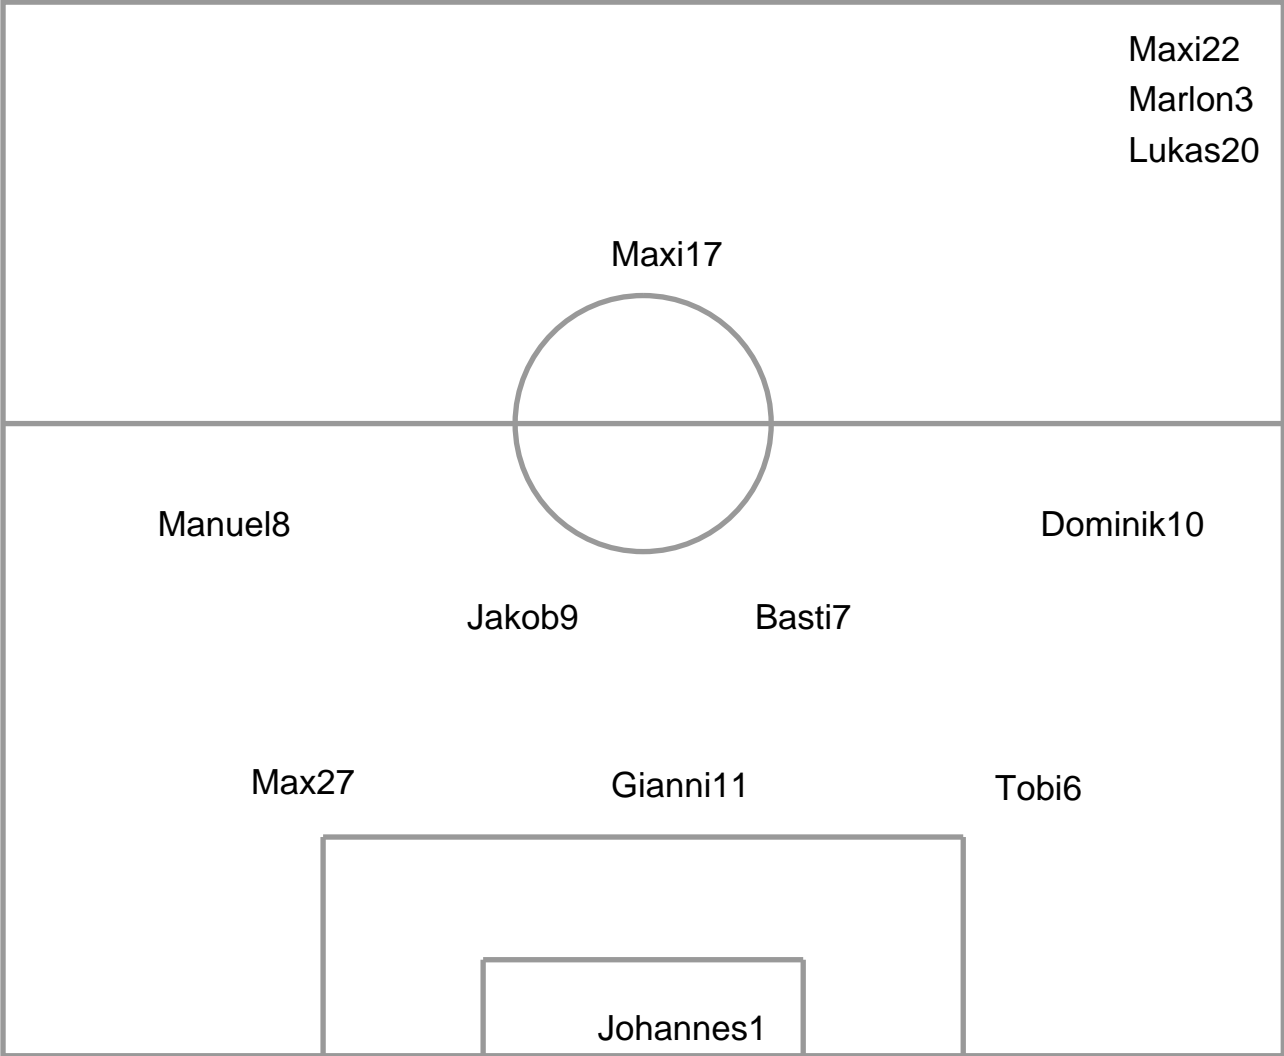 Maxi22
Marlon3
Lukas20
Maxi17
Manuel8
Dominik10
Jakob9
Basti7
Max27
Gianni11
Tobi6
Johannes1